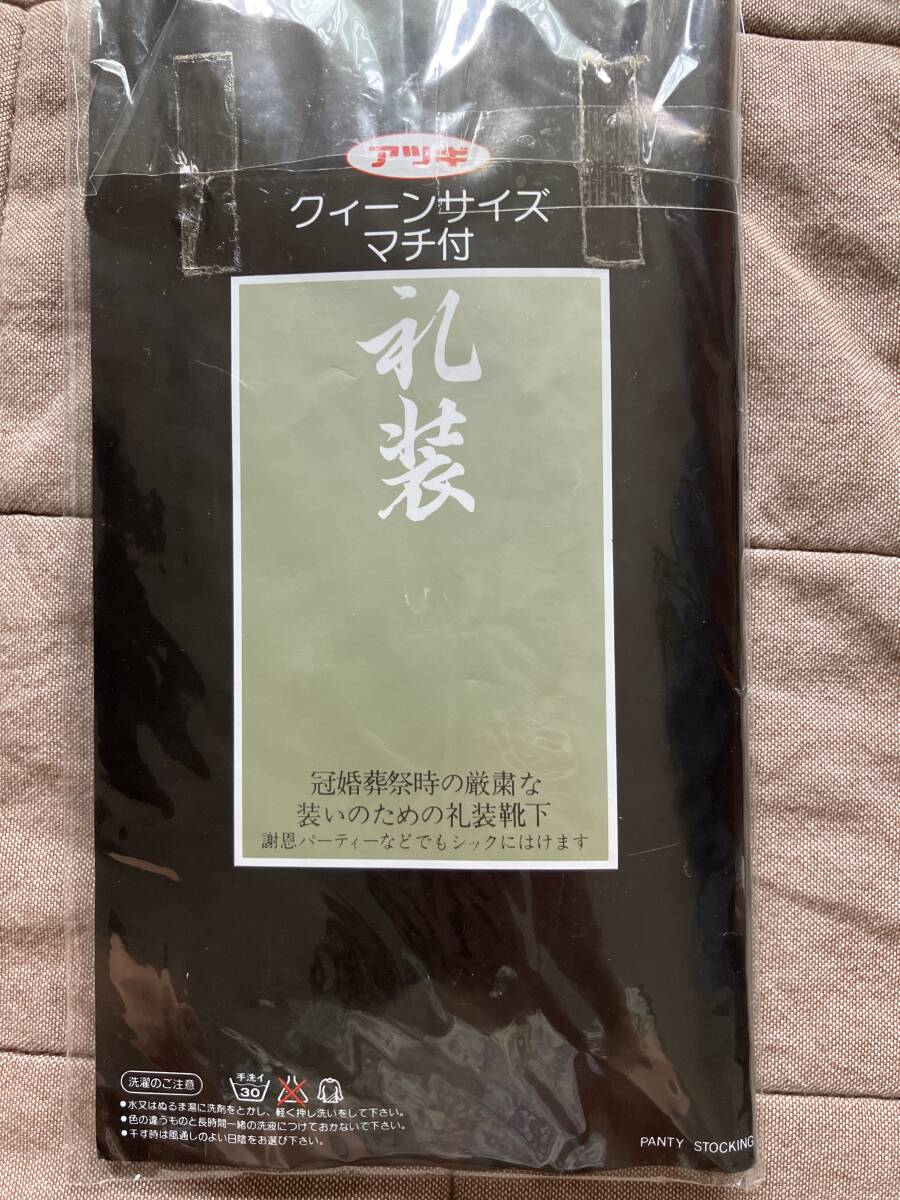 アツギ
クィーンサイズ
マチ付
礼装
冠婚葬祭時の厳粛な
装いのための礼装靴下
謝恩パーティーなどでもシックにはけます
洗濯のご注意
手洗イ
30
●水又はぬるま湯に洗剤をとかし、軽く押し洗いをして下さい。
●色の違うものと長時間一緒の洗液につけておかないで下さい。
●干す時は風通しのよい日陰をお選び下さい。
PANTY STOCKING